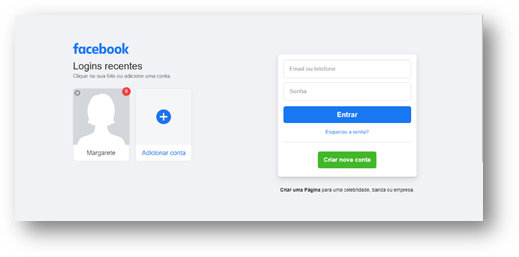 facebook
Logins recentes
Clique na sua foto ou adicione uma conta.
9
Margarete
Adicionar conta
Email ou telefone
Senha
Entrar
Esqueceu a senha?
Criar nova conta
Criar uma Página para uma celebridade, banda ou empresa.